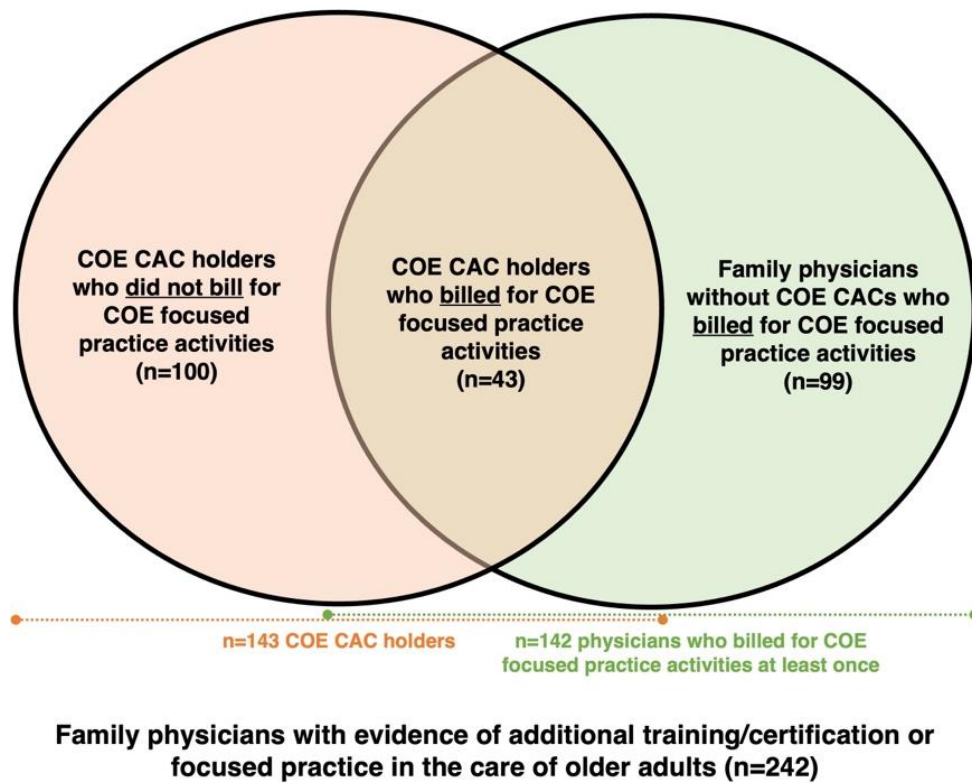 COE CAC holders
who did not bill for
COE focused
practice activities
(n=100)
COE CAC holders
who billed for COE
focused practice
activities
(n=43)
Family physicians
without COE CACs who
billed for COE focused
practice activities
(n=99)
n=143 COE CAC holders
n=142 physicians who billed for COE
focused practice activities at least once
Family physicians with evidence of additional training/certification or
focused practice in the care of older adults (n=242)